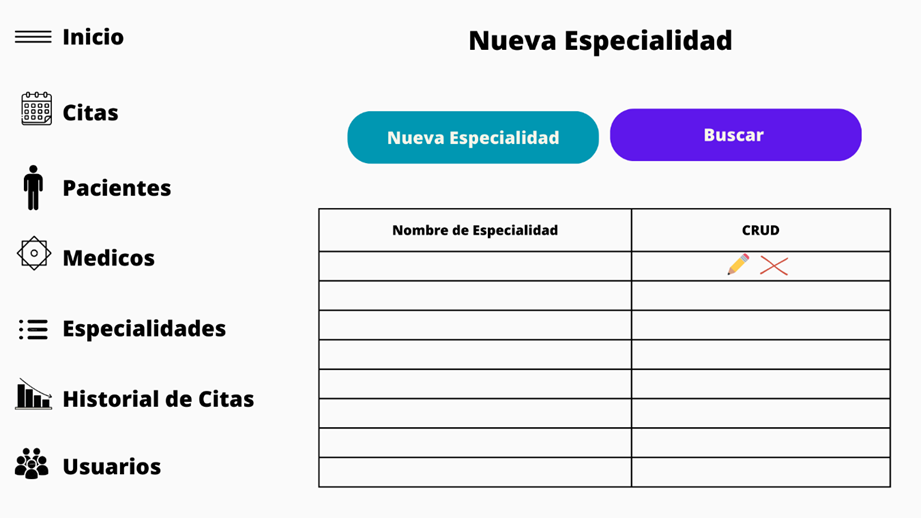 Inicio
Citas
Pacientes
Medicos
Especialidades
Historial de Citas
Usuarios
Nueva Especialidad
Nueva Especialidad
Buscar
Nombre de Especialidad
CRUD